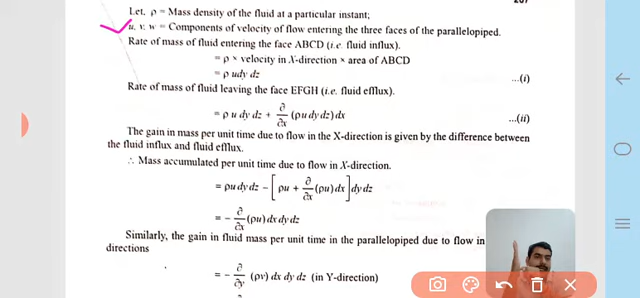 Let, ρ = Mass density of the fluid at a particular instant;
u, v, w = Components of velocity of flow entering the three faces of the parallelopiped.
Rate of mass of fluid entering the face ABCD (i.e. fluid influx).
= ρ × velocity in X-direction × area of ABCD
= ρ udy dz ...(i)
Rate of mass of fluid leaving the face EFGH (i.e. fluid efflux).
= ρ u dy dz + ∂/∂x (ρu dy dz) dx ...(ii)
The gain in mass per unit time due to flow in the X-direction is given by the difference between
the fluid influx and fluid efflux.
∴ Mass accumulated per unit time due to flow in X-direction.
= ρu dy dz − [ρu + ∂/∂x (ρu) dx] dy dz
= − ∂/∂x (ρu) dx dy dz
Similarly, the gain in fluid mass per unit time in the parallelopiped due to flow in
directions
= − ∂/∂y (ρv) dx dy dz (in Y-direction)